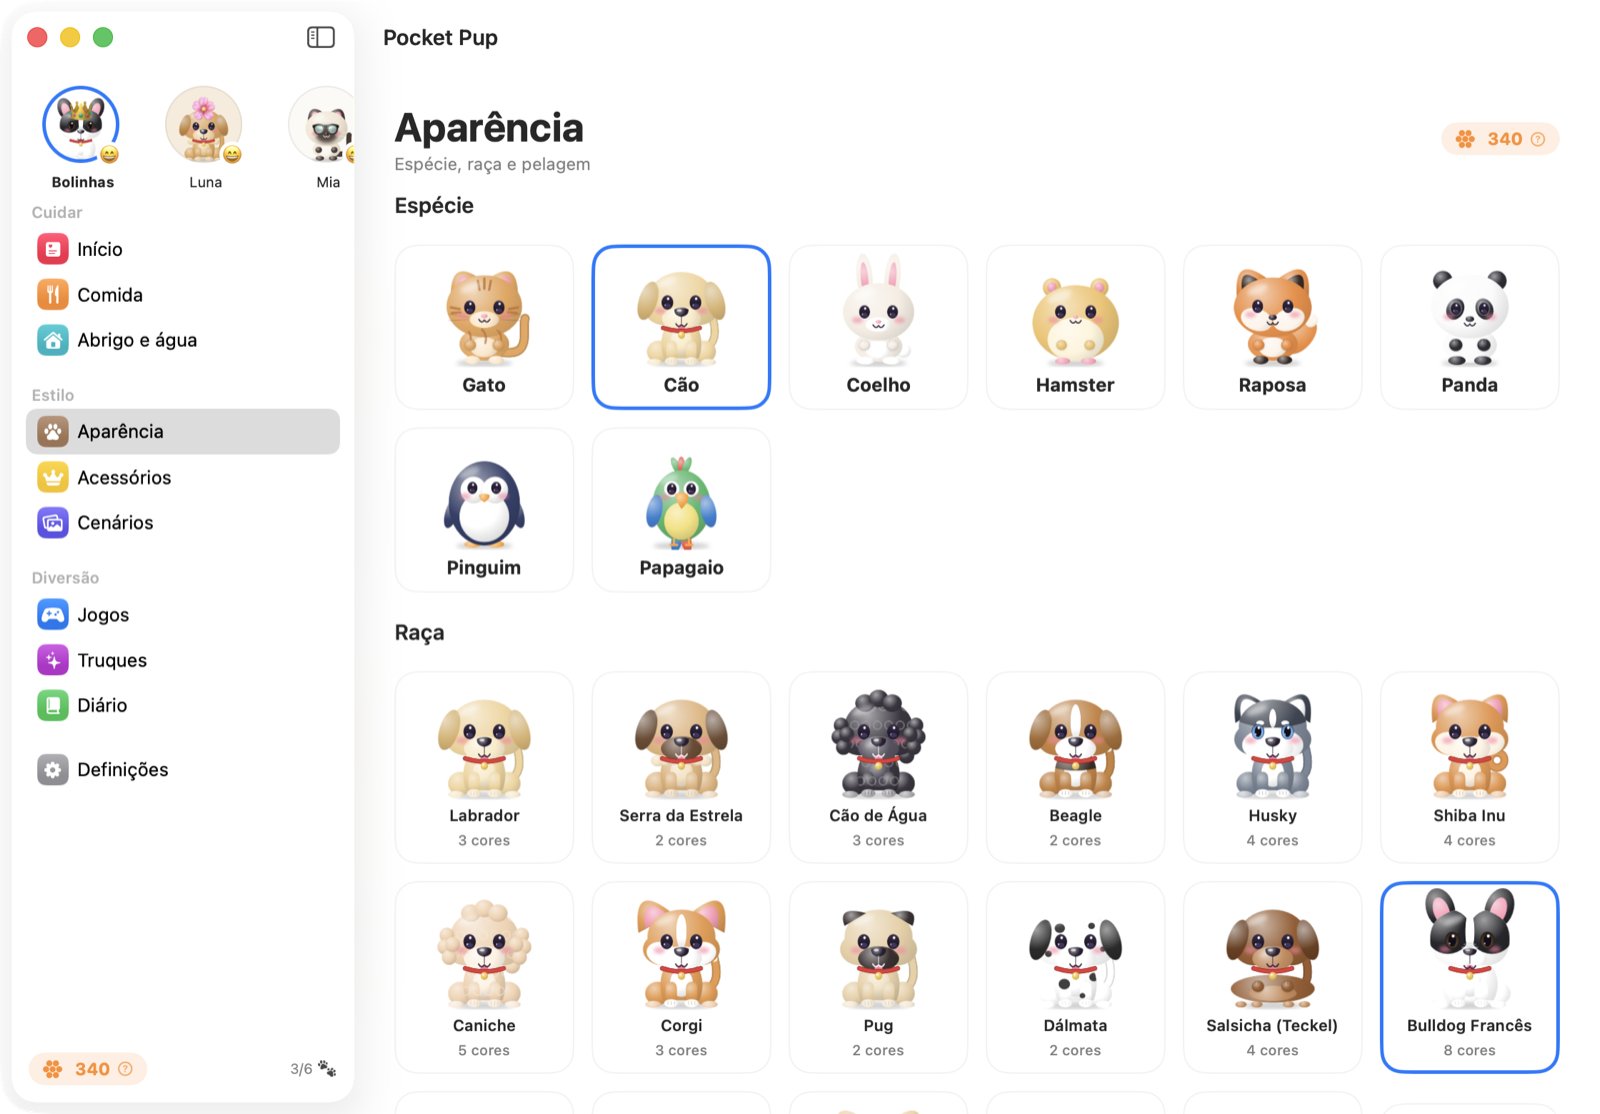 Pocket Pup
Bolinhas
Luna
Mia
Cuidar
Início
Comida
Abrigo e água
Estilo
Aparência
Acessórios
Cenários
Diversão
Jogos
Truques
Diário
Definições
340
3/6
Aparência
Espécie, raça e pelagem
340
Espécie
Gato
Cão
Coelho
Hamster
Raposa
Panda
Pinguim
Papagaio
Raça
Labrador
3 cores
Serra da Estrela
2 cores
Cão de Água
3 cores
Beagle
2 cores
Husky
4 cores
Shiba Inu
4 cores
Caniche
5 cores
Corgi
3 cores
Pug
2 cores
Dálmata
2 cores
Salsicha (Teckel)
4 cores
Bulldog Francês
8 cores